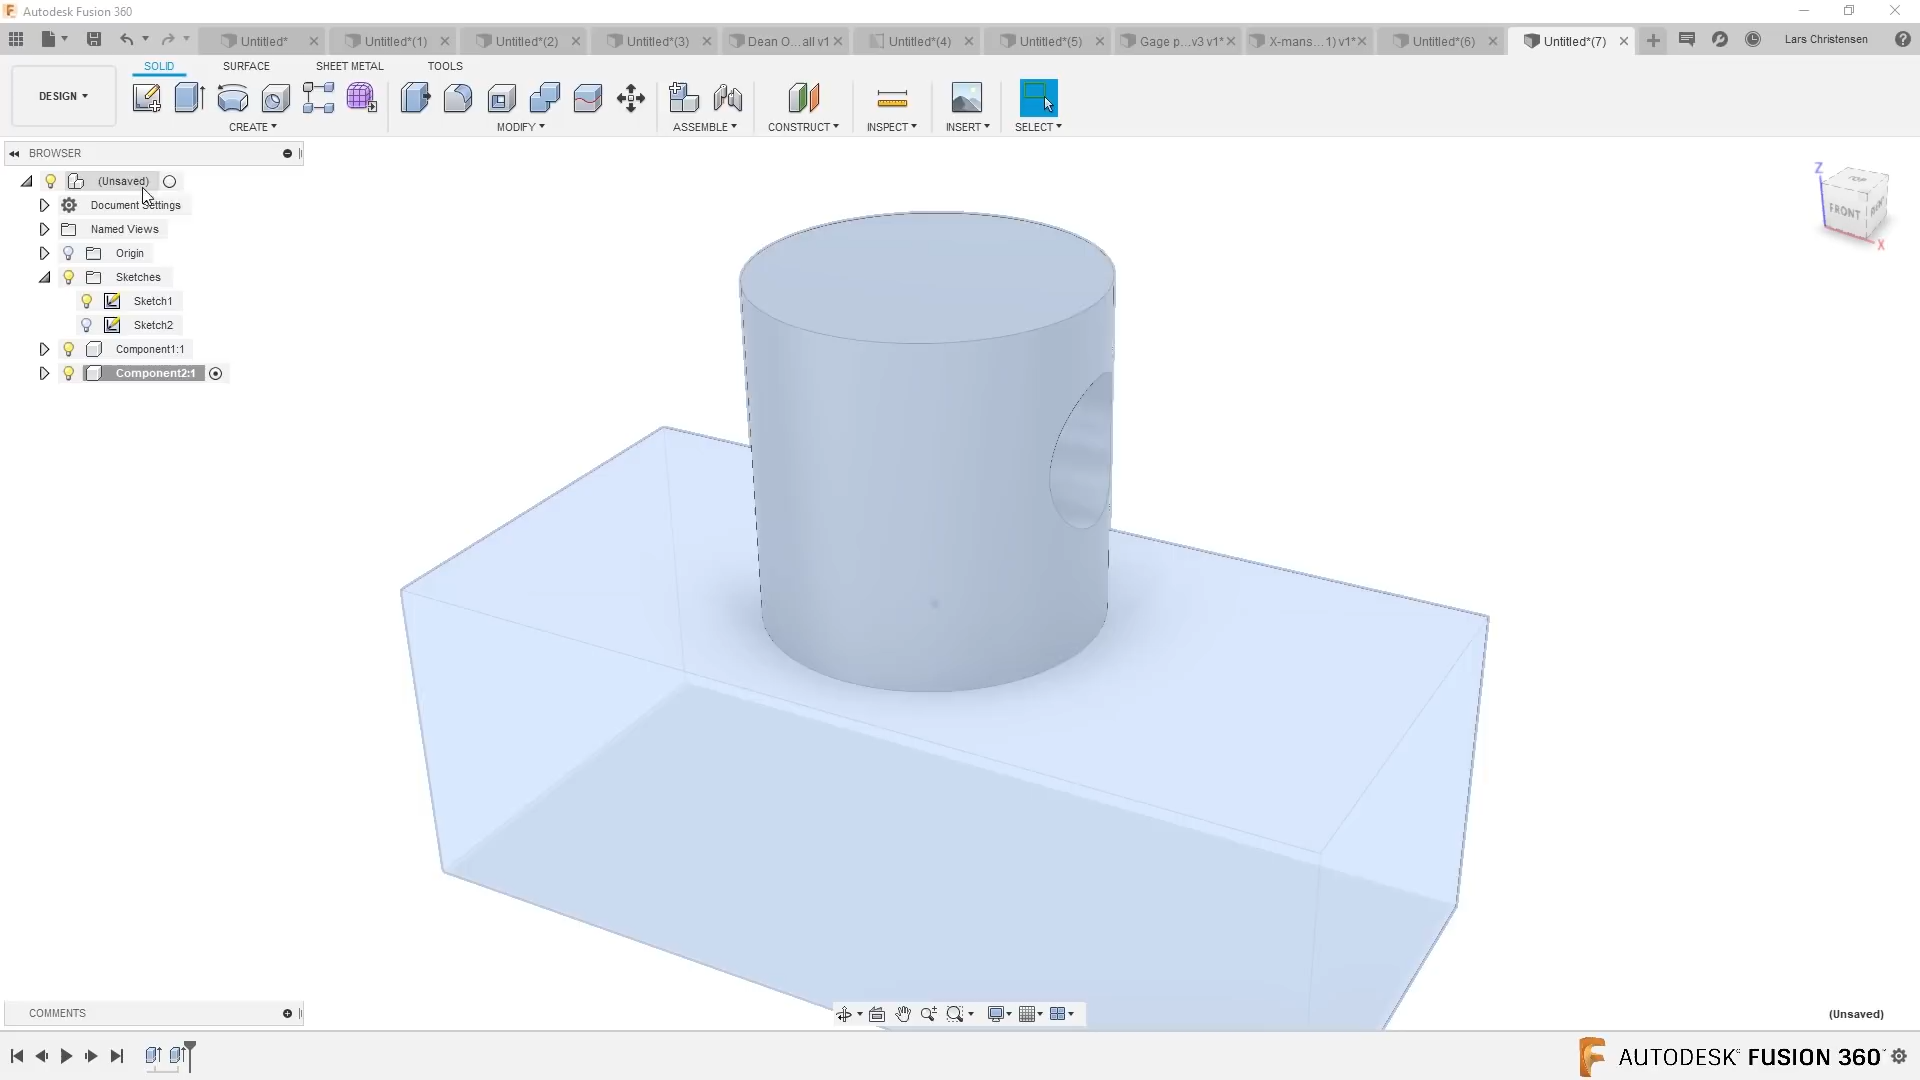 Autodesk Fusion 360
Untitled*
Untitled*(1)
Untitled*(2)
Untitled*(3)
Dean O...all v1
Untitled*(4)
Untitled*(5)
Gage p...v3 v1*
X-mans...1) v1*
Untitled*(6)
Untitled*(7)
Lars Christensen
SOLID
SURFACE
SHEET METAL
TOOLS
DESIGN
CREATE
MODIFY
ASSEMBLE
CONSTRUCT
INSPECT
INSERT
SELECT
BROWSER
(Unsaved)
Document Settings
Named Views
Origin
Sketches
Sketch1
Sketch2
Component1:1
Component2:1
Z
TOP
FRONT
RIGHT
X
COMMENTS
(Unsaved)
AUTODESK FUSION 360